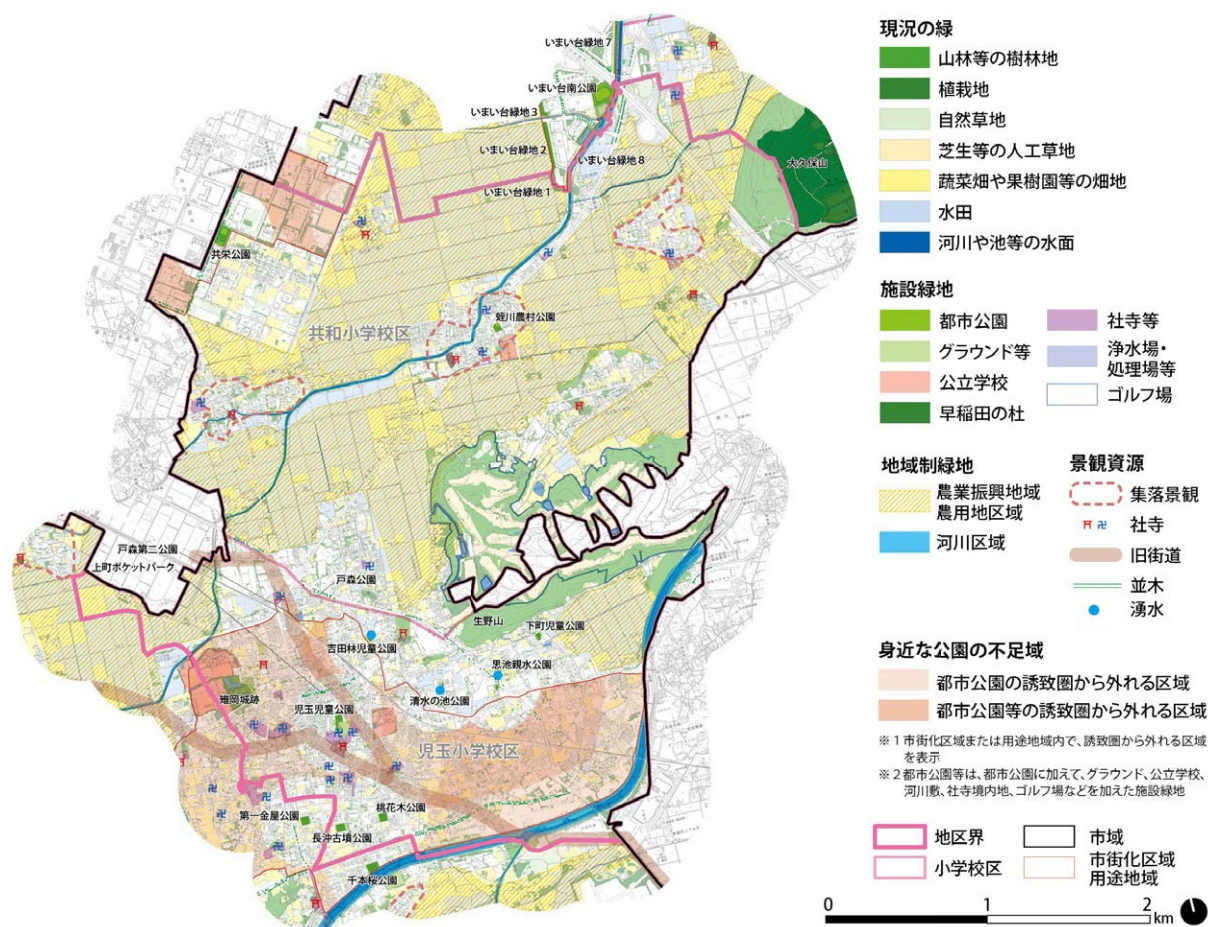 いまい台緑地7
いまい台南公園
いまい台緑地3
いまい台緑地2
いまい台緑地8
いまい台緑地1
大久保山
共栄公園
共和小学校区
蛭川農村公園
戸森第二公園
上町ポケットパーク
戸森公園
生野山
下町児童公園
吉田林児童公園
思池親水公園
清水の池公園
雉岡城跡
児玉児童公園
児玉小学校区
桃花木公園
第一金屋公園
長沖古墳公園
千本桜公園
現況の緑
山林等の樹林地
植栽地
自然草地
芝生等の人工草地
蔬菜畑や果樹園等の畑地
水田
河川や池等の水面
施設緑地
都市公園
グラウンド等
公立学校
早稲田の杜
社寺等
浄水場・
処理場等
ゴルフ場
地域制緑地
農業振興地域
農用地区域
河川区域
景観資源
集落景観
社寺
旧街道
並木
湧水
身近な公園の不足域
都市公園の誘致圏から外れる区域
都市公園等の誘致圏から外れる区域
※1 市街化区域または用途地域内で、誘致圏から外れる区域
を表示
※2 都市公園等は、都市公園に加えて、グラウンド、公立学校、
河川敷、社寺境内地、ゴルフ場などを加えた施設緑地
地区界
小学校区
市域
市街化区域
用途地域
0 1 2
km